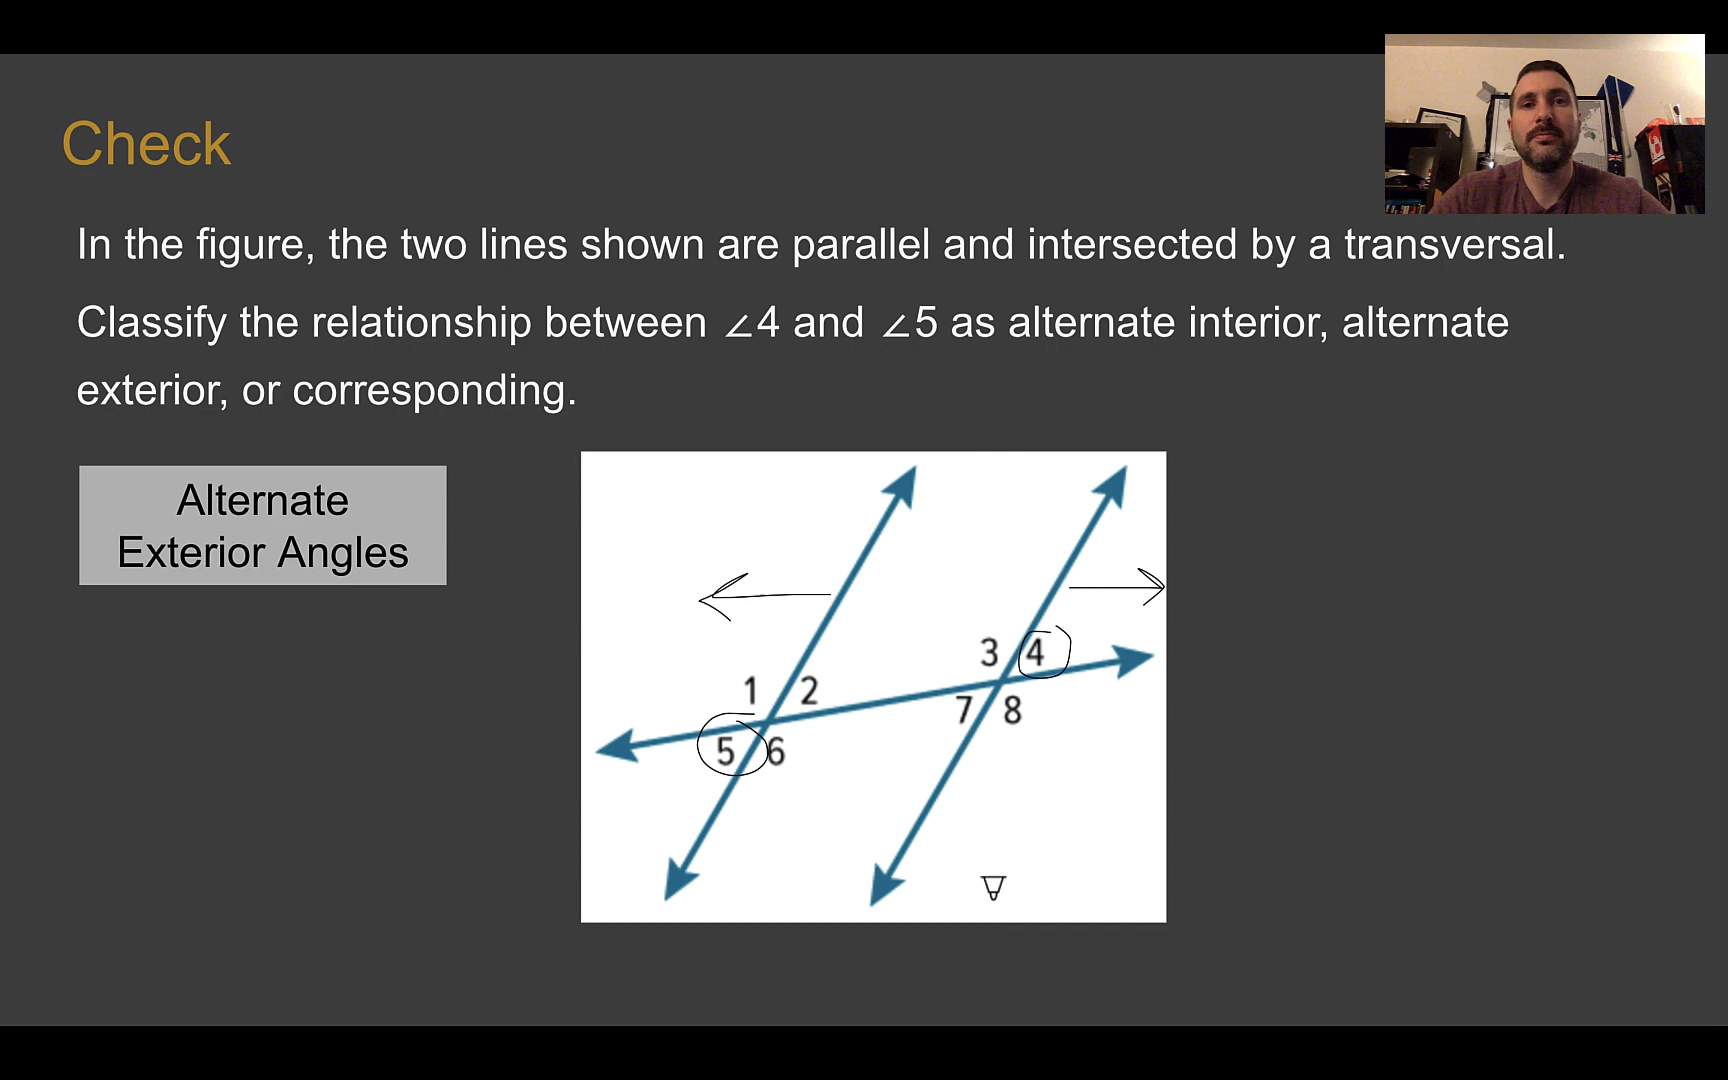 Check
In the figure, the two lines shown are parallel and intersected by a transversal.
Classify the relationship between ∠4 and ∠5 as alternate interior, alternate
exterior, or corresponding.
Alternate
Exterior Angles
3 4
1 2
7 8
5 6